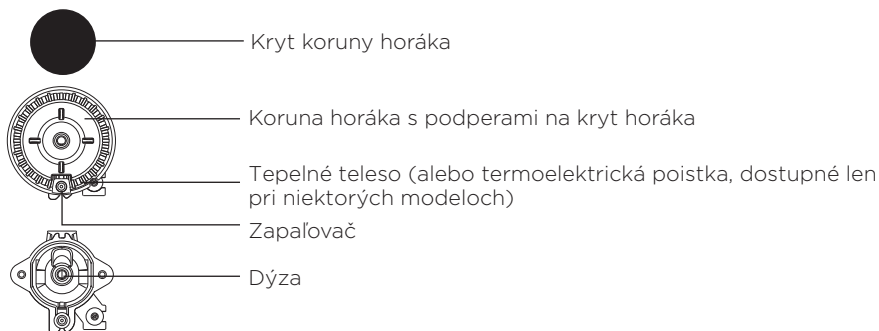 Kryt koruny horáka
Koruna horáka s podperami na kryt horáka
Tepelné teleso (alebo termoelektrická poistka, dostupné len
pri niektorých modeloch)
Zapaľovač
Dýza